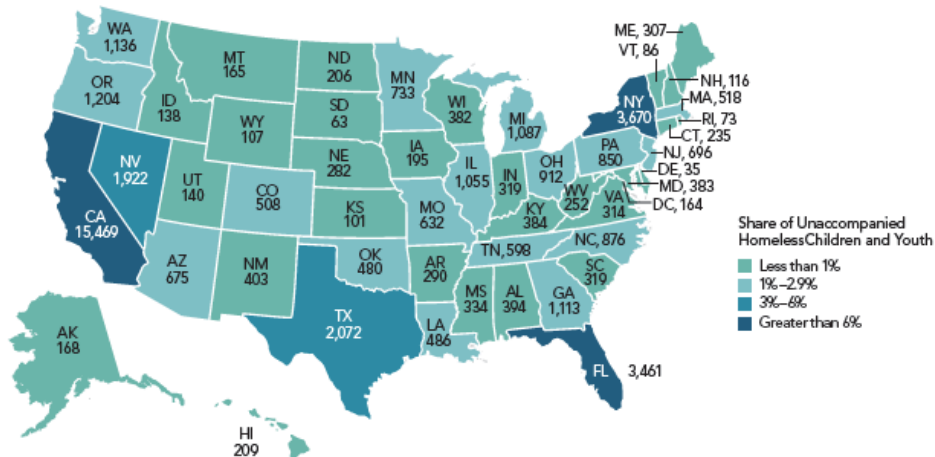 WA
1,136
OR
1,204
CA
15,469
NV
1,922
ID
138
MT
165
WY
107
UT
140
AZ
675
CO
508
NM
403
ND
206
SD
63
NE
282
KS
101
OK
480
TX
2,072
MN
733
IA
195
MO
632
AR
290
LA
486
WI
382
IL
1,055
MI
1,087
IN
319
OH
912
KY
384
TN, 598
MS
334
AL
394
GA
1,113
FL
3,461
SC
319
NC, 876
VA
314
WV
252
PA
850
NY
3,670
ME, 307
VT, 86
NH, 116
MA, 518
RI, 73
CT, 235
NJ, 696
DE, 35
MD, 383
DC, 164
AK
168
HI
209
Share of Unaccompanied
HomelessChildren and Youth
Less than 1%
1%–2.9%
3%–6%
Greater than 6%